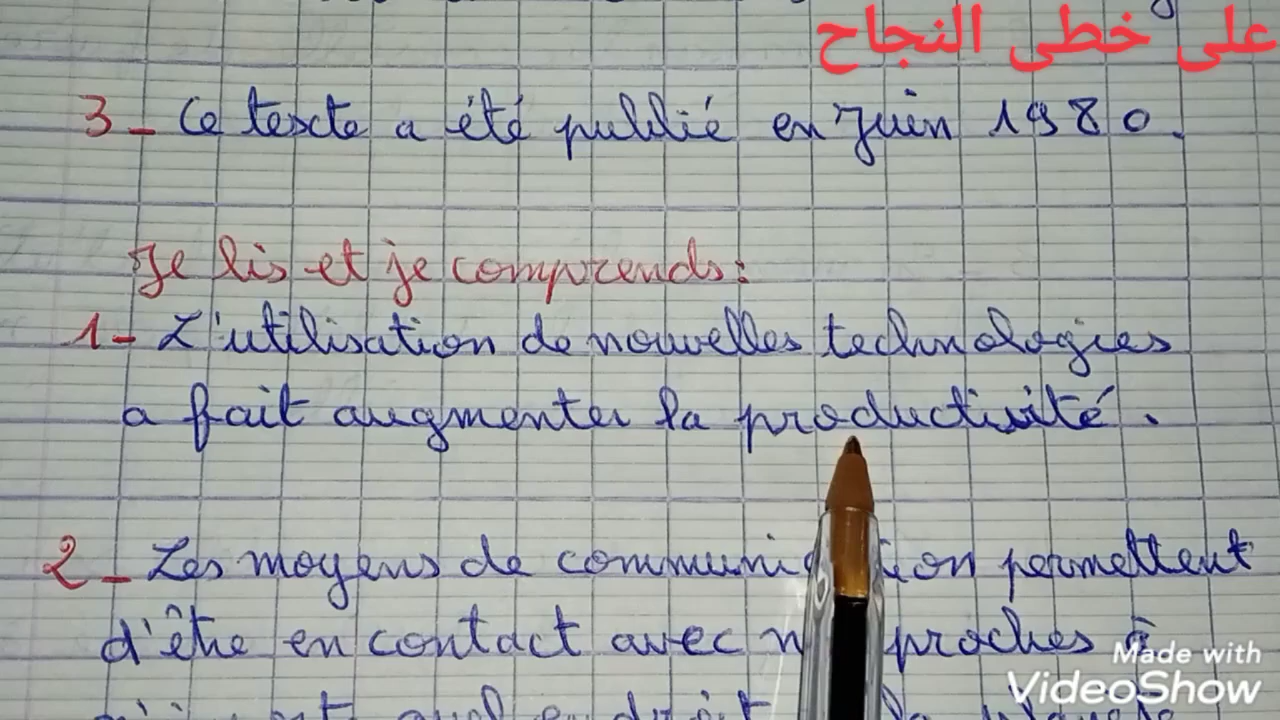 على خطى النجاح
3- Ce texte a été publié en Juin 1980.
Je lis et je comprends:
1- L'utilisation de nouvelles technologies
a fait augmenter la productivité.
2- Les moyens de communication permettent
d'être en contact avec proches à
Made with
VideoShow